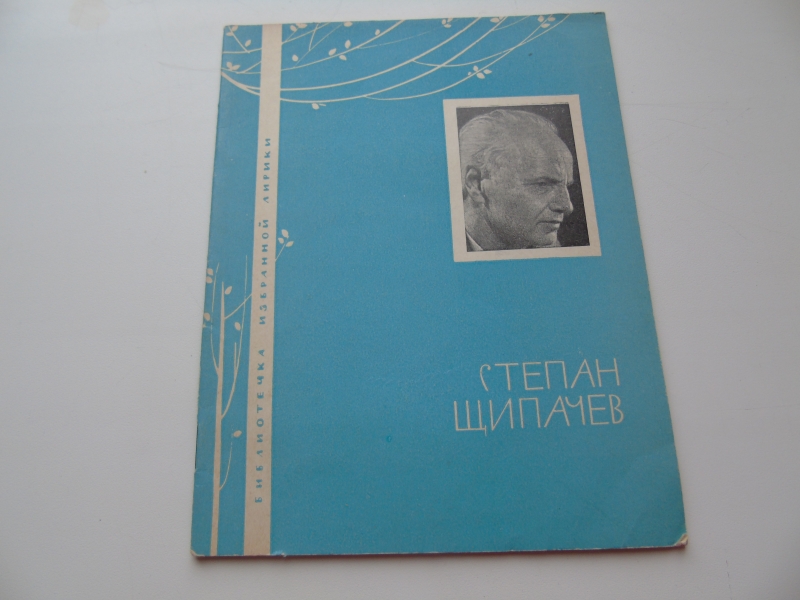 БИБЛИОТЕЧКА ИЗБРАННОЙ ЛИРИКИ
СТЕПАН
ЩИПАЧЕВ